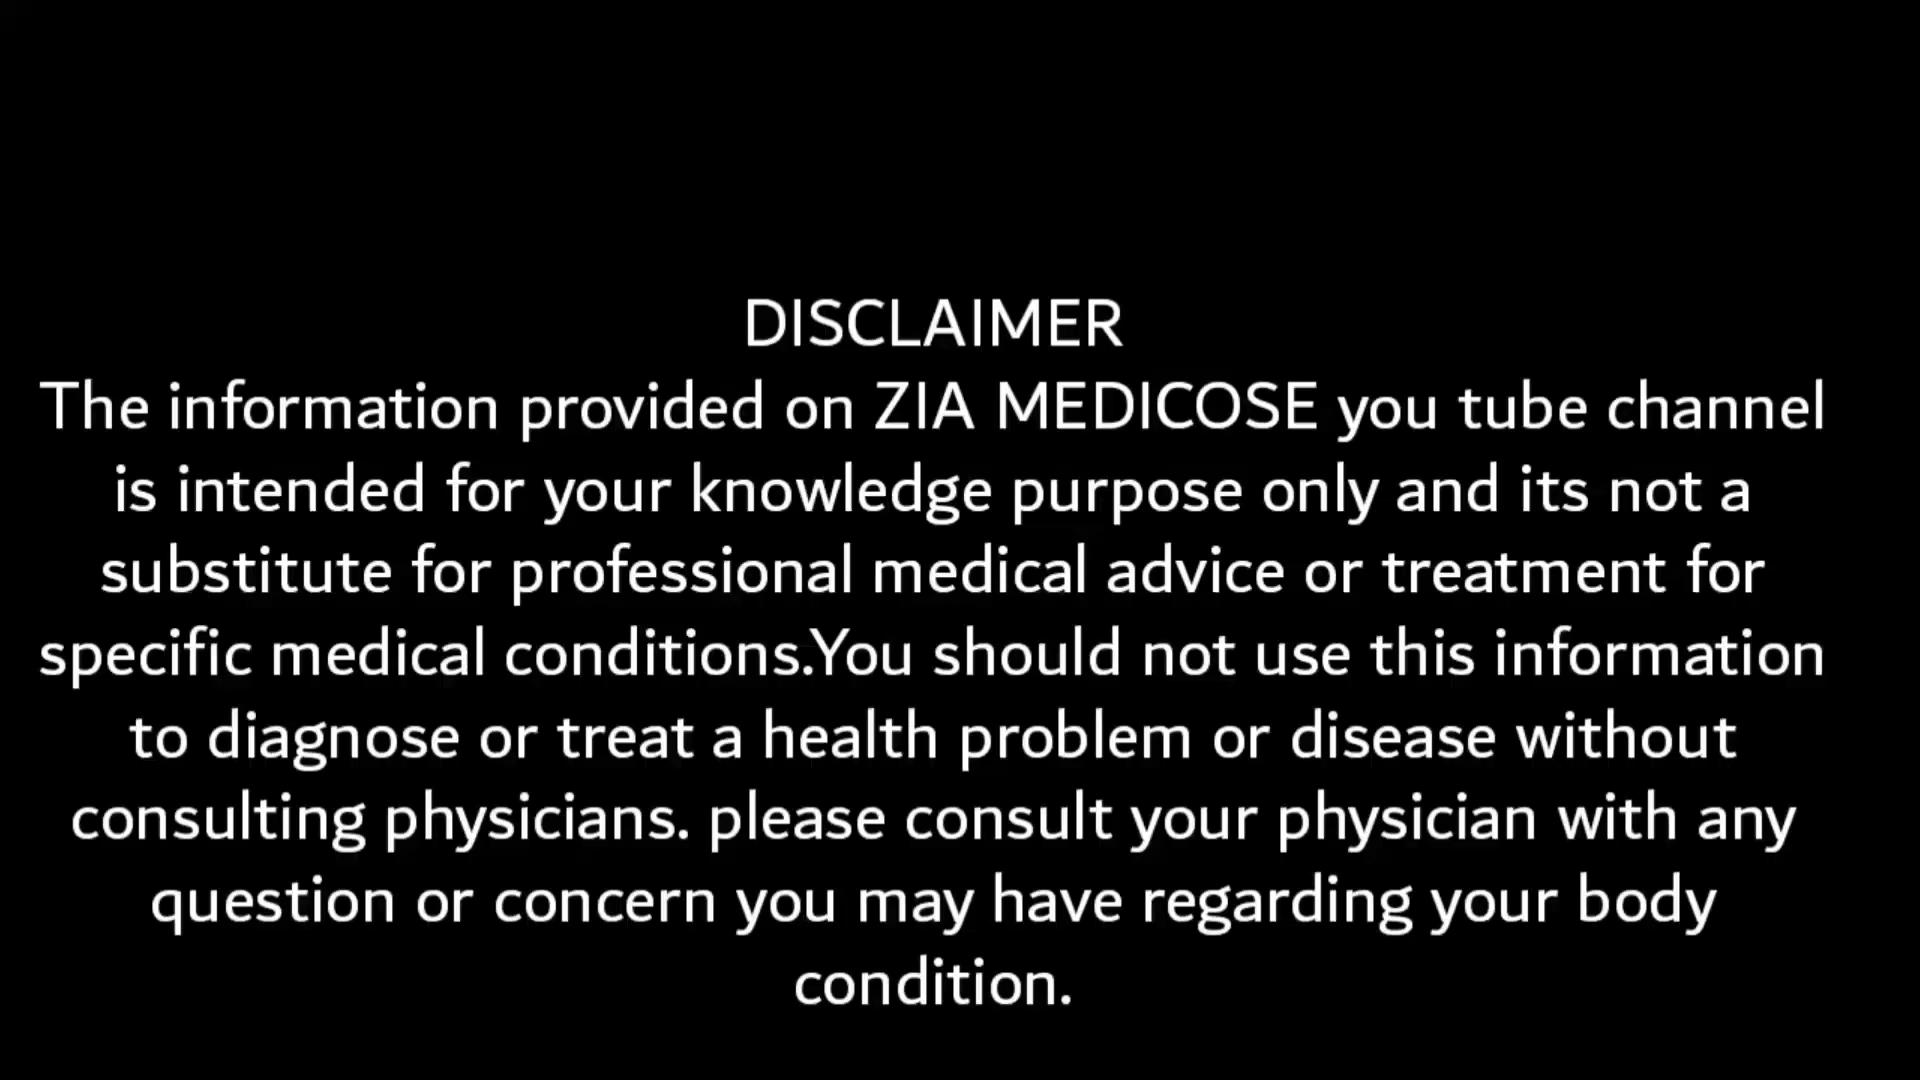 DISCLAIMER
The information provided on ZIA MEDICOSE you tube channel
is intended for your knowledge purpose only and its not a
substitute for professional medical advice or treatment for
specific medical conditions.You should not use this information
to diagnose or treat a health problem or disease without
consulting physicians. please consult your physician with any
question or concern you may have regarding your body
condition.